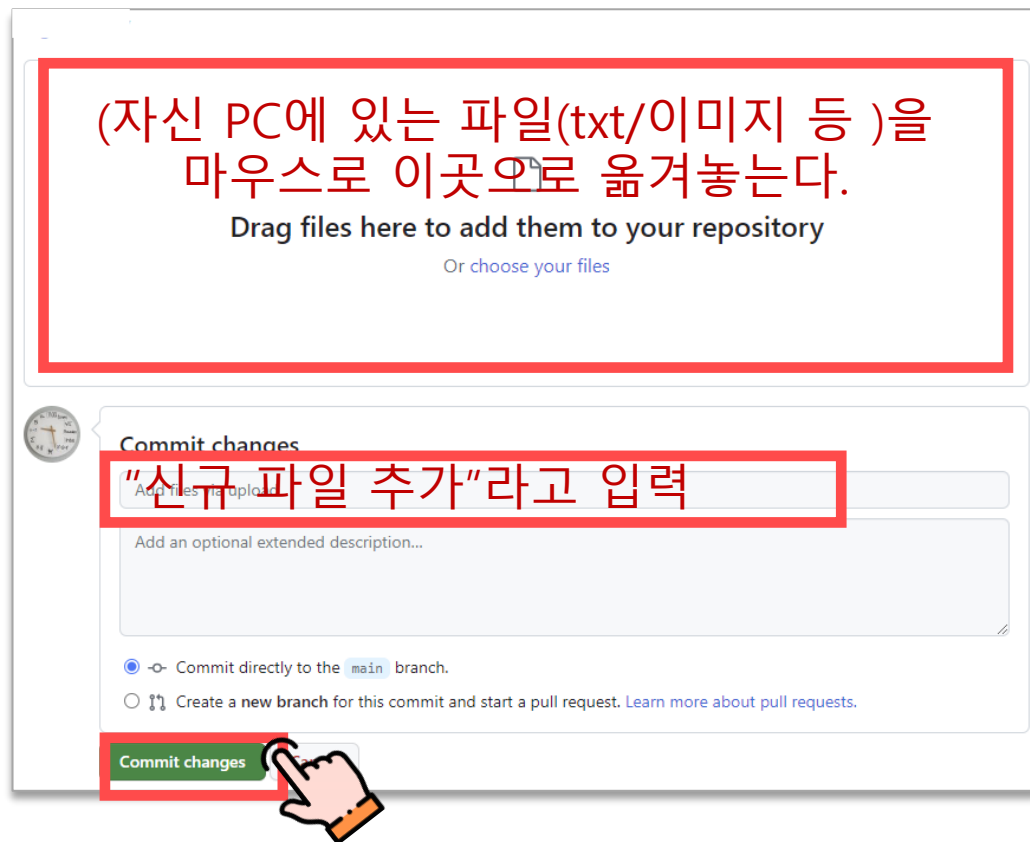 (자신 PC에 있는 파일(txt/이미지 등 )을
마우스로 이곳으로 옮겨놓는다.
Drag files here to add them to your repository
Or choose your files
Commit changes
"신규 파일 추가"라고 입력
Add files via upload
Add an optional extended description...
Commit directly to the main branch.
Create a new branch for this commit and start a pull request. Learn more about pull requests.
Commit changes